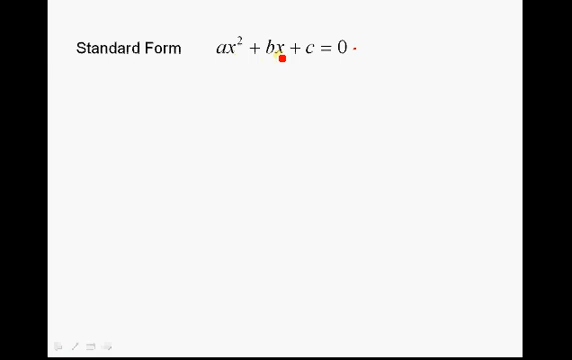 Standard Form ax² + bx + c = 0